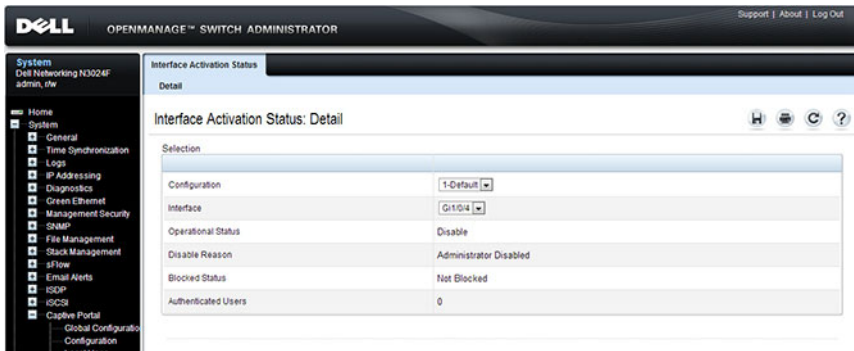 Support | About | Log Out
DELL OPENMANAGE™ SWITCH ADMINISTRATOR
System
Dell Networking N3024F
admin, r/w
Home
System
General
Time Synchronization
Logs
IP Addressing
Diagnostics
Green Ethernet
Management Security
SNMP
File Management
Stack Management
sFlow
Email Alerts
ISDP
iSCSI
Captive Portal
Global Configuratio
Configuration
Interface Activation Status
Detail
Interface Activation Status: Detail
Selection
Configuration 1-Default
Interface Gi1/0/4
Operational Status Disable
Disable Reason Administrator Disabled
Blocked Status Not Blocked
Authenticated Users 0